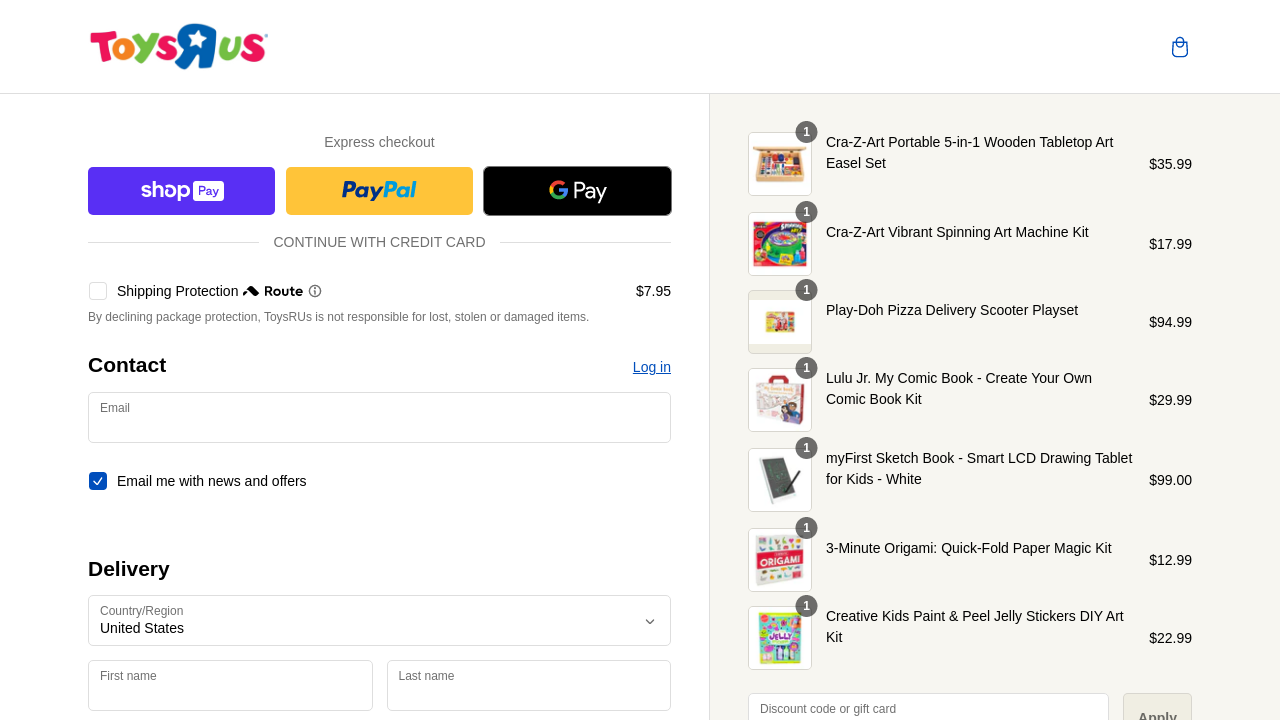 TOYSЯUS
Express checkout
shop Pay
PayPal
G Pay
CONTINUE WITH CREDIT CARD
Shipping Protection Route
$7.95
By declining package protection, ToysRUs is not responsible for lost, stolen or damaged items.
Contact
Log in
Email
Email me with news and offers
Delivery
Country/Region
United States
First name
Last name
1
Cra-Z-Art Portable 5-in-1 Wooden Tabletop Art
Easel Set
$35.99
1
Cra-Z-Art Vibrant Spinning Art Machine Kit
$17.99
1
Play-Doh Pizza Delivery Scooter Playset
$94.99
1
Lulu Jr. My Comic Book - Create Your Own
Comic Book Kit
$29.99
1
myFirst Sketch Book - Smart LCD Drawing Tablet
for Kids - White
$99.00
1
ORIGAMI
3-Minute Origami: Quick-Fold Paper Magic Kit
$12.99
1
JELLY
Creative Kids Paint & Peel Jelly Stickers DIY Art
Kit
$22.99
Discount code or gift card
Apply